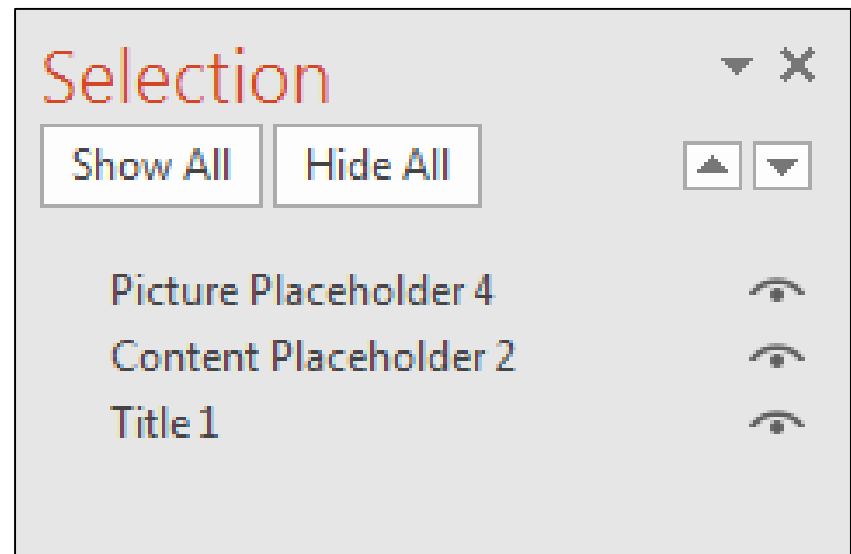 Selection
Show All Hide All
Picture Placeholder 4
Content Placeholder 2
Title 1